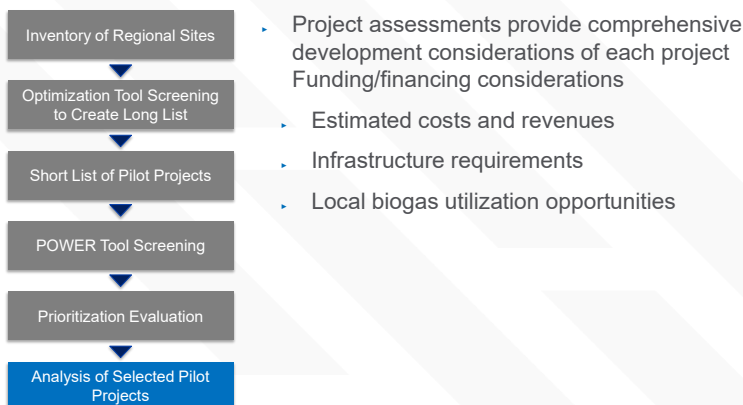 Inventory of Regional Sites
Optimization Tool Screening
to Create Long List
Short List of Pilot Projects
POWER Tool Screening
Prioritization Evaluation
Analysis of Selected Pilot
Projects
Project assessments provide comprehensive
development considerations of each project
Funding/financing considerations
Estimated costs and revenues
Infrastructure requirements
Local biogas utilization opportunities